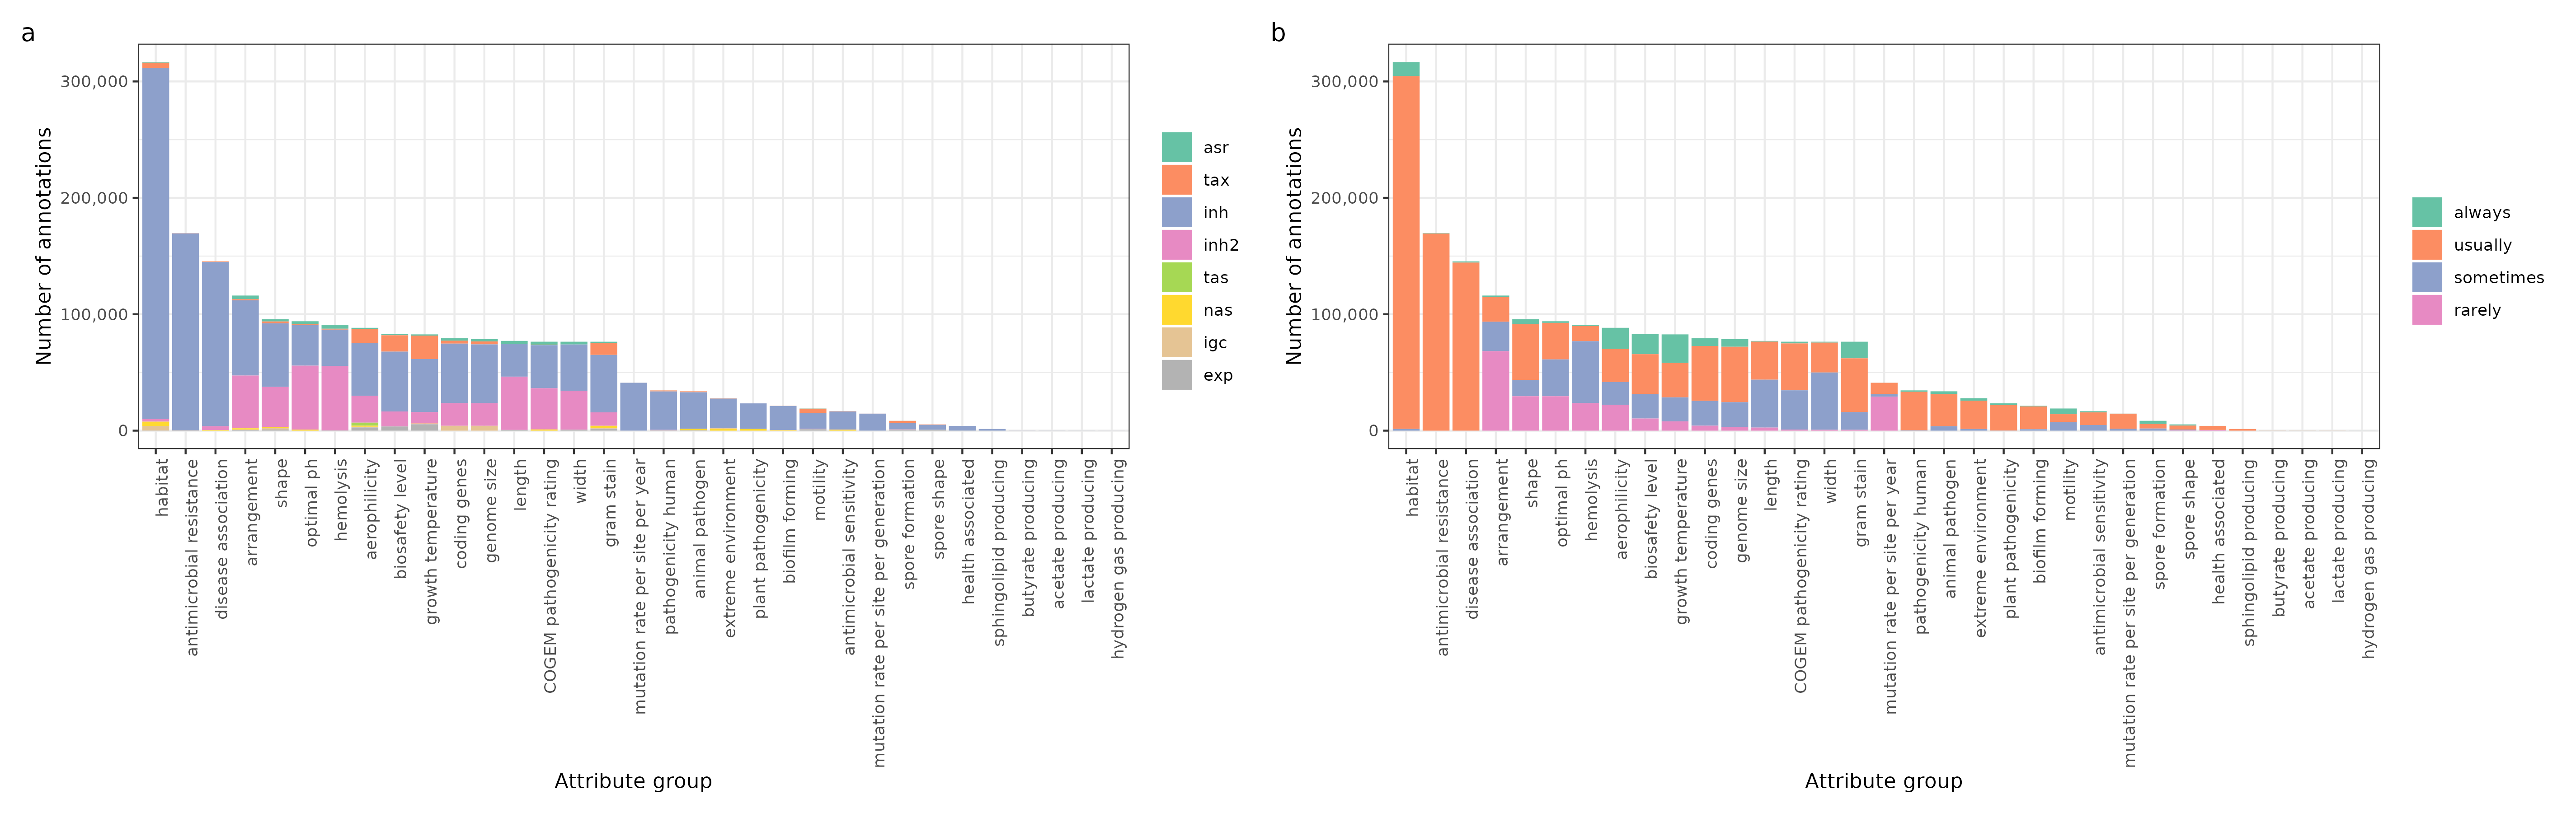 a
Number of annotations
300,000
200,000
100,000
0
habitat
antimicrobial resistance
disease association
arrangement
shape
optimal ph
hemolysis
aerophilicity
biosafety level
growth temperature
coding genes
genome size
length
COGEM pathogenicity rating
width
gram stain
mutation rate per site per year
pathogenicity human
animal pathogen
extreme environment
plant pathogenicity
biofilm forming
motility
antimicrobial sensitivity
mutation rate per site per generation
spore formation
spore shape
health associated
sphingolipid producing
butyrate producing
acetate producing
lactate producing
hydrogen gas producing
Attribute group
asr
tax
inh
inh2
tas
nas
igc
exp
b
Number of annotations
300,000
200,000
100,000
0
habitat
antimicrobial resistance
disease association
arrangement
shape
optimal ph
hemolysis
aerophilicity
biosafety level
growth temperature
coding genes
genome size
length
COGEM pathogenicity rating
width
gram stain
mutation rate per site per year
pathogenicity human
animal pathogen
extreme environment
plant pathogenicity
biofilm forming
motility
antimicrobial sensitivity
mutation rate per site per generation
spore formation
spore shape
health associated
sphingolipid producing
butyrate producing
acetate producing
lactate producing
hydrogen gas producing
Attribute group
always
usually
sometimes
rarely